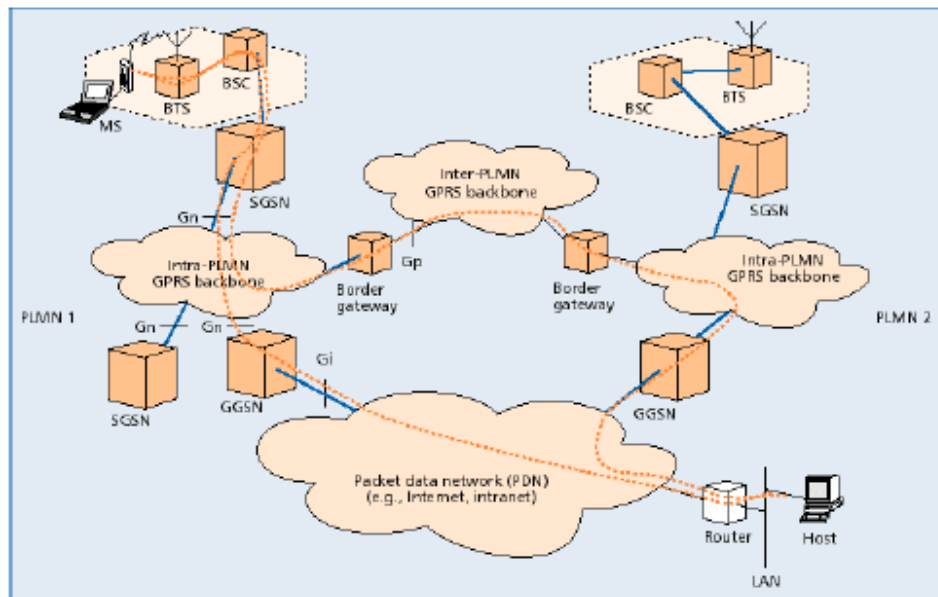 BSC
BTS
MS
SGSN
Gn
Inter-PLMN
GPRS backbone
BSC
BTS
SGSN
Intra-PLMN
GPRS backbone
Gp
Border
gateway
Border
gateway
Intra-PLMN
GPRS backbone
PLMN 1
Gn
Gn
PLMN 2
SGSN
GGSN
Gi
GGSN
Packet data network (PDN)
(e.g., Internet, intranet)
Router
Host
LAN